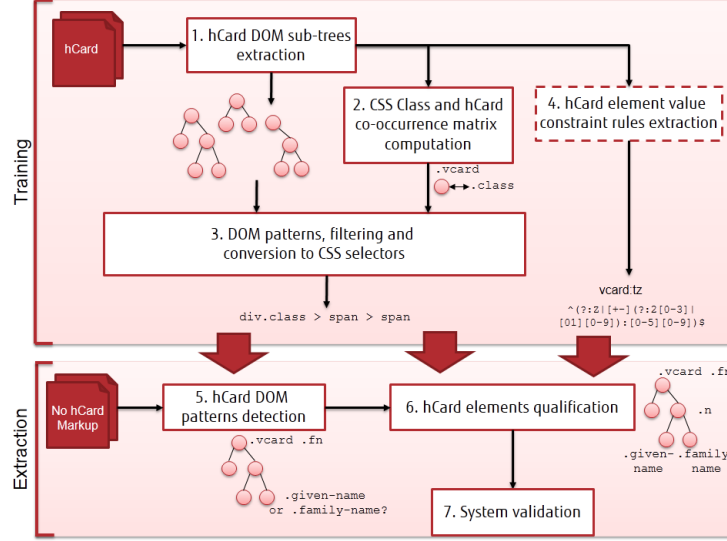 Training
hCard
1. hCard DOM sub-trees
extraction
2. CSS Class and hCard
co-occurrence matrix
computation
4. hCard element value
constraint rules extraction
.vcard
.class
3. DOM patterns, filtering and
conversion to CSS selectors
div.class > span > span
vcard:tz
^(?:Z|[+-](?:2[0-3]|
[01][0-9]):[0-5][0-9])$
Extraction
No hCard
Markup
5. hCard DOM
patterns detection
6. hCard elements qualification
.vcard .fn
.given-name
or .family-name?
7. System validation
.vcard .fn
.n
.given- .family
name name